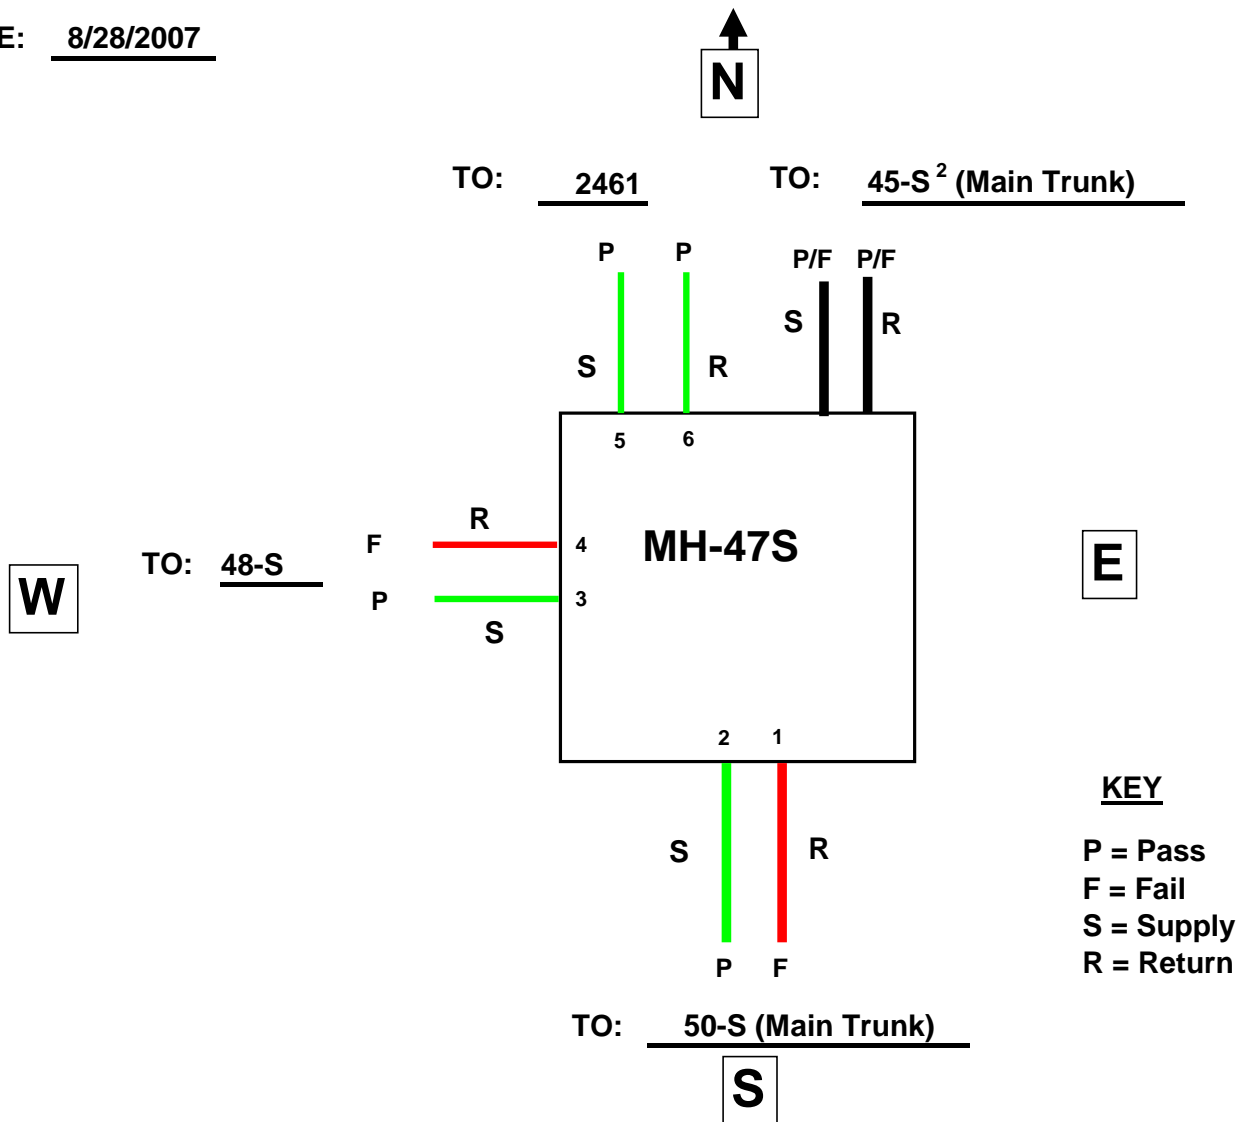 E: 8/28/2007
N
TO: 2461 TO: 45-S 2 (Main Trunk)
P P P/F P/F
S R
S R
5 6
R
F 4 MH-47S
TO: 48-S E
W P 3
S
2 1
KEY
S R P = Pass
F = Fail
S = Supply
P F R = Return
TO: 50-S (Main Trunk)
S